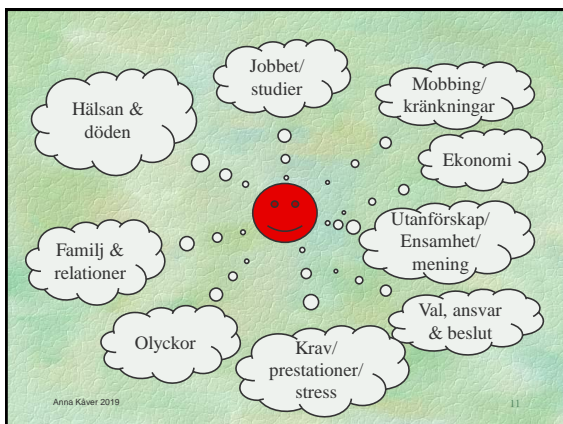 Jobbet/
studier
Mobbing/
kränkningar
Hälsan &
döden
Ekonomi
Utanförskap/
Ensamhet/
mening
Familj &
relationer
Val, ansvar
& beslut
Olyckor
Krav/
prestationer/
stress
Anna Kåver 2019
11